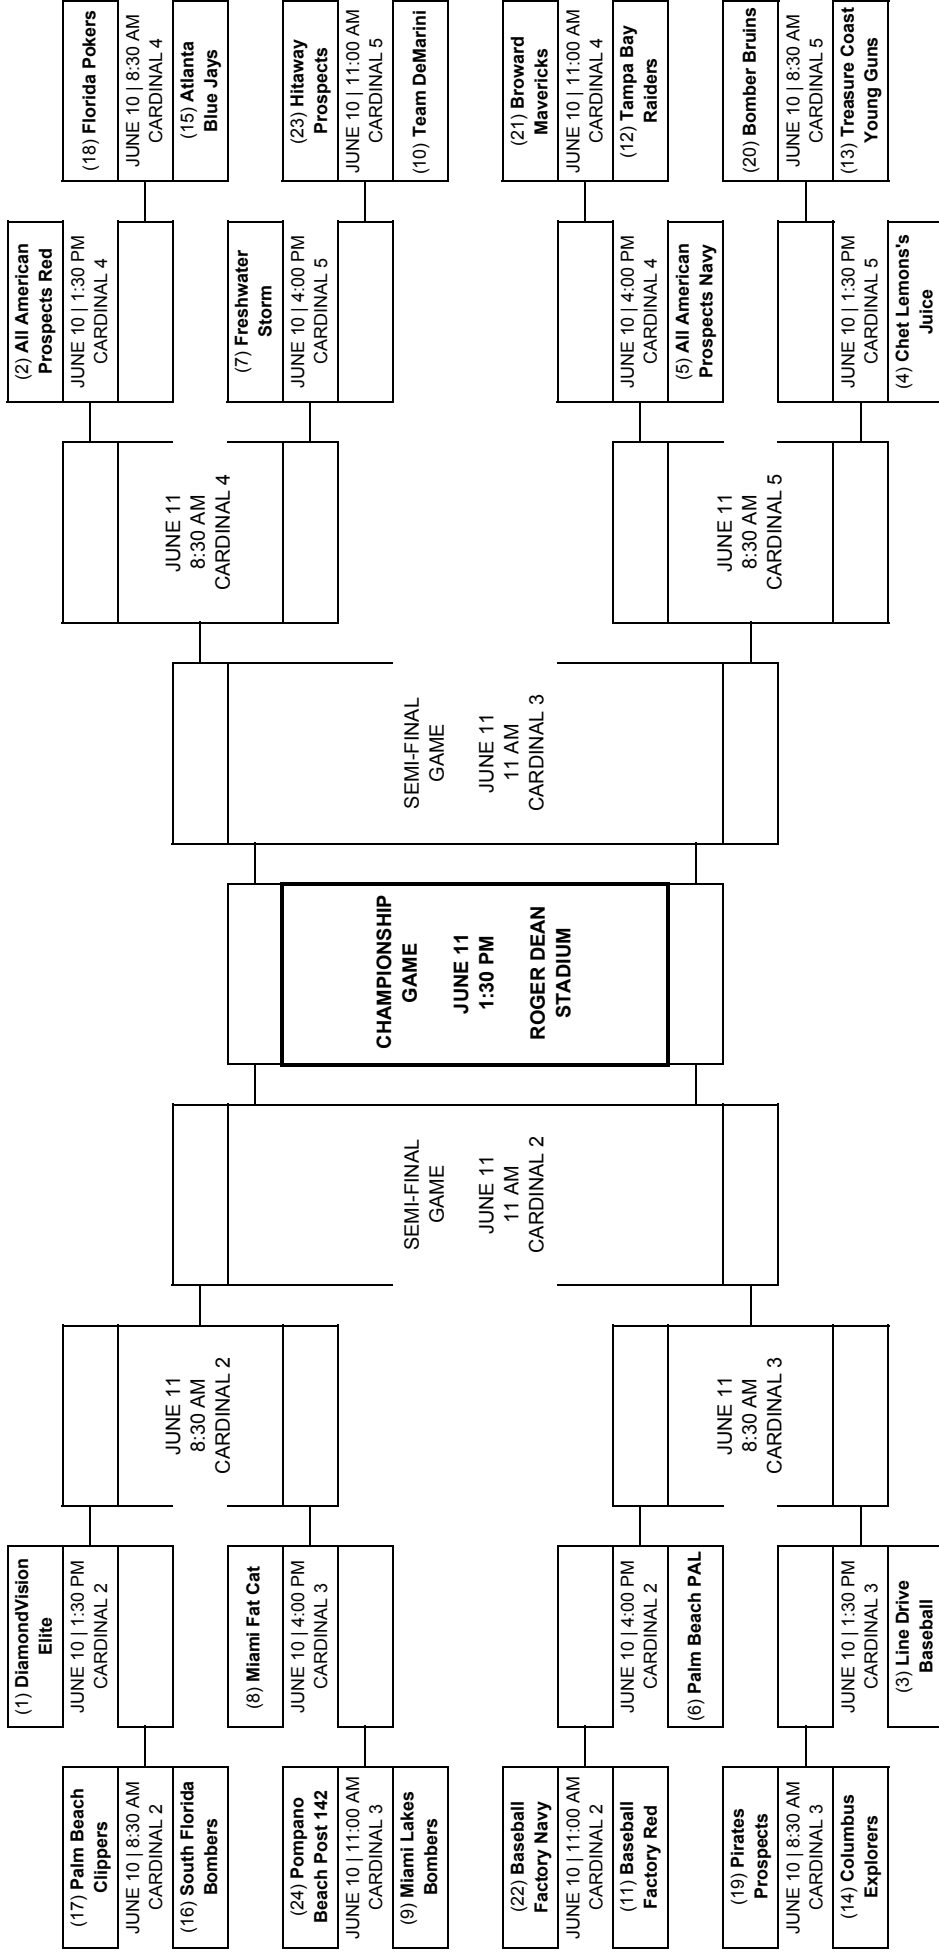 (17) Palm Beach
Clippers
JUNE 10 | 8:30 AM
CARDINAL 2
(16) South Florida
Bombers
(24) Pompano
Beach Post 142
JUNE 10 | 11:00 AM
CARDINAL 3
(9) Miami Lakes
Bombers
(22) Baseball
Factory Navy
JUNE 10 | 11:00 AM
CARDINAL 2
(11) Baseball
Factory Red
(19) Pirates
Prospects
JUNE 10 | 8:30 AM
CARDINAL 3
(14) Columbus
Explorers
(1) DiamondVision
Elite
JUNE 10 | 1:30 PM
CARDINAL 2
(8) Miami Fat Cat
JUNE 10 | 4:00 PM
CARDINAL 3
JUNE 10 | 4:00 PM
CARDINAL 2
(6) Palm Beach PAL
JUNE 10 | 1:30 PM
CARDINAL 3
(3) Line Drive
Baseball
JUNE 11
8:30 AM
CARDINAL 2
JUNE 11
8:30 AM
CARDINAL 3
SEMI-FINAL
GAME
JUNE 11
11 AM
CARDINAL 2
CHAMPIONSHIP
GAME
JUNE 11
1:30 PM
ROGER DEAN
STADIUM
SEMI-FINAL
GAME
JUNE 11
11 AM
CARDINAL 3
JUNE 11
8:30 AM
CARDINAL 4
JUNE 11
8:30 AM
CARDINAL 5
(2) All American
Prospects Red
JUNE 10 | 1:30 PM
CARDINAL 4
(7) Freshwater
Storm
JUNE 10 | 4:00 PM
CARDINAL 5
JUNE 10 | 4:00 PM
CARDINAL 4
(5) All American
Prospects Navy
JUNE 10 | 1:30 PM
CARDINAL 5
(4) Chet Lemons's
Juice
(18) Florida Pokers
JUNE 10 | 8:30 AM
CARDINAL 4
(15) Atlanta
Blue Jays
(23) Hitaway
Prospects
JUNE 10 | 11:00 AM
CARDINAL 5
(10) Team DeMarini
(21) Broward
Mavericks
JUNE 10 | 11:00 AM
CARDINAL 4
(12) Tampa Bay
Raiders
(20) Bomber Bruins
JUNE 10 | 8:30 AM
CARDINAL 5
(13) Treasure Coast
Young Guns